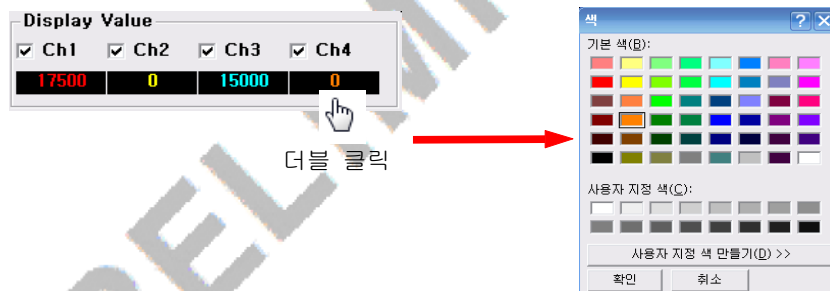 Display Value
Ch1 Ch2 Ch3 Ch4
17500 0 15000 0
더블 클릭
색
기본 색(B):
사용자 지정 색(C):
사용자 지정 색 만들기(D) >>
확인 취소